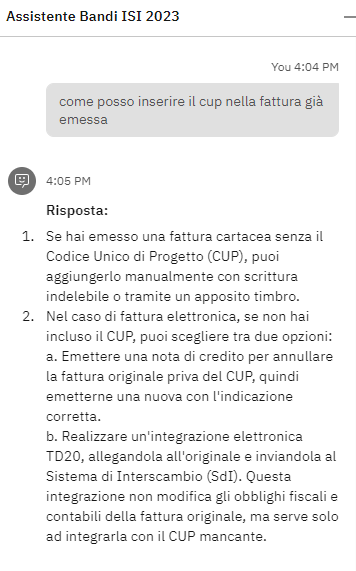 Assistente Bandi ISI 2023
You 4:04 PM
come posso inserire il cup nella fattura già
emessa
4:05 PM
Risposta:
1. Se hai emesso una fattura cartacea senza il
Codice Unico di Progetto (CUP), puoi
aggiungerlo manualmente con scrittura
indelebile o tramite un apposito timbro.
2. Nel caso di fattura elettronica, se non hai
incluso il CUP, puoi scegliere tra due opzioni:
a. Emettere una nota di credito per annullare
la fattura originale priva del CUP, quindi
emetterne una nuova con l'indicazione
corretta.
b. Realizzare un'integrazione elettronica
TD20, allegandola all'originale e inviandola al
Sistema di Interscambio (SdI). Questa
integrazione non modifica gli obblighi fiscali e
contabili della fattura originale, ma serve solo
ad integrarla con il CUP mancante.